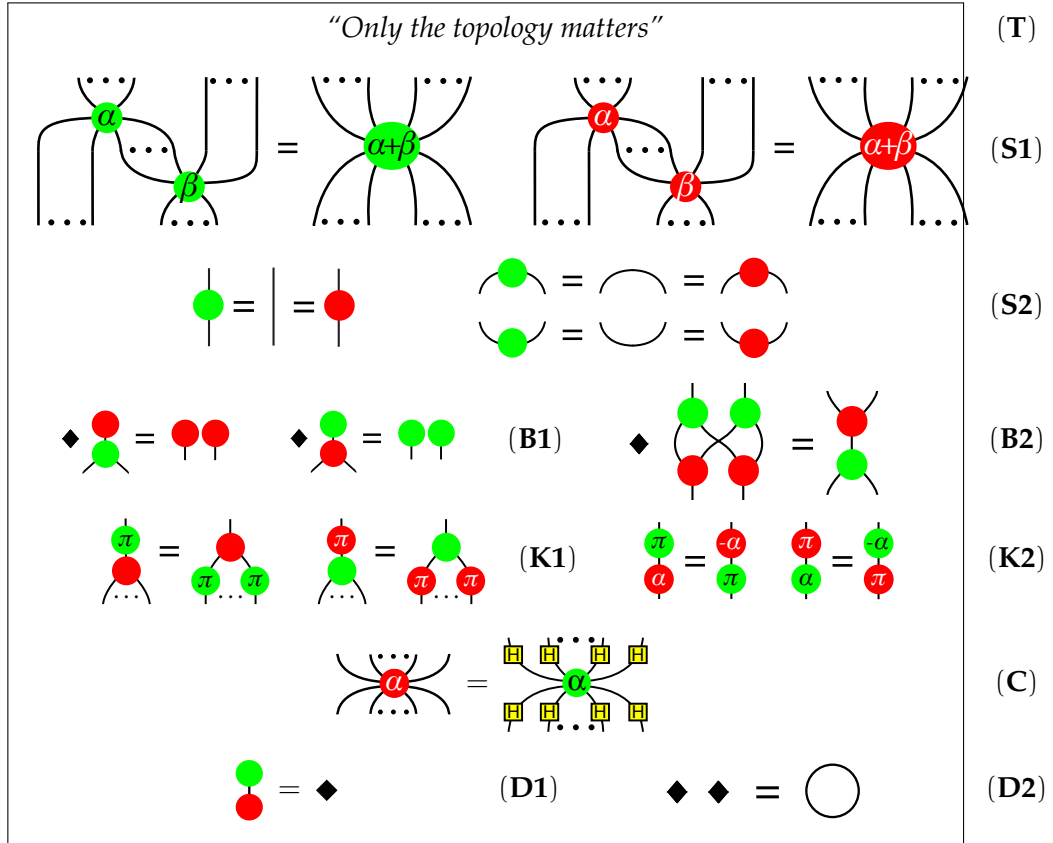 “Only the topology matters” (T)
α β = α+β α β = α+β (S1)
= = = =
= = (S2)
◆ = ◆ = (B1) ◆ = (B2)
π = π π π = π π (K1) π α = -α π π α = -α π (K2)
α = H H H H α H H H H (C)
= ◆ (D1) ◆ ◆ = (D2)